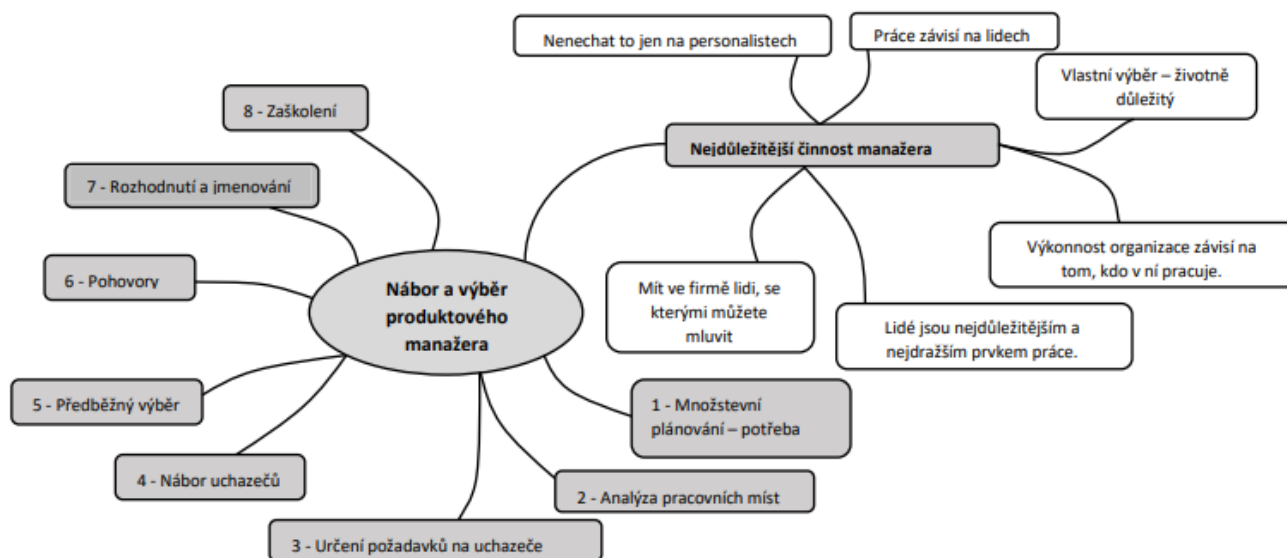 Nenechat to jen na personalistech
Práce závisí na lidech
Vlastní výběr – životně
důležitý
8 - Zaškolení
Nejdůležitější činnost manažera
7 - Rozhodnutí a jmenování
Výkonnost organizace závisí na
tom, kdo v ní pracuje.
6 - Pohovory
Nábor a výběr
produktového
manažera
Mít ve firmě lidi, se
kterými můžete
mluvit
Lidé jsou nejdůležitějším a
nejdražším prvkem práce.
5 - Předběžný výběr
1 - Množstevní
plánování – potřeba
4 - Nábor uchazečů
2 - Analýza pracovních míst
3 - Určení požadavků na uchazeče